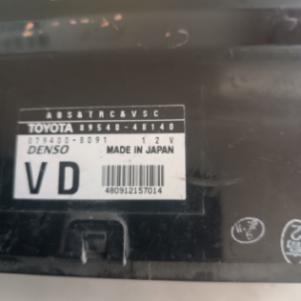 ABS&TRC&VSC
TOYOTA 89540-48140
079400-8091 12V
DENSO MADE IN JAPAN
VD
480912157014